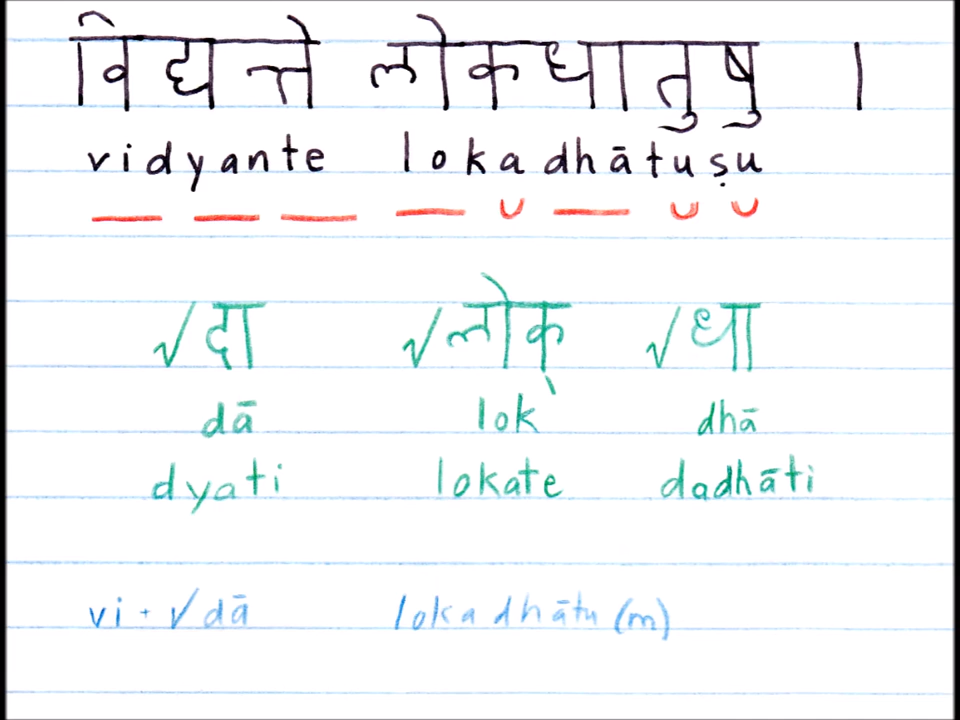 विद्यन्ते लोकधातुषु ।
vidyante lokadhātuṣu
— — — — ∪ — ∪ ∪
√दा √लोक् √धा
dā lok dhā
dyati lokate dadhāti
vi + √dā lokadhātu (m)